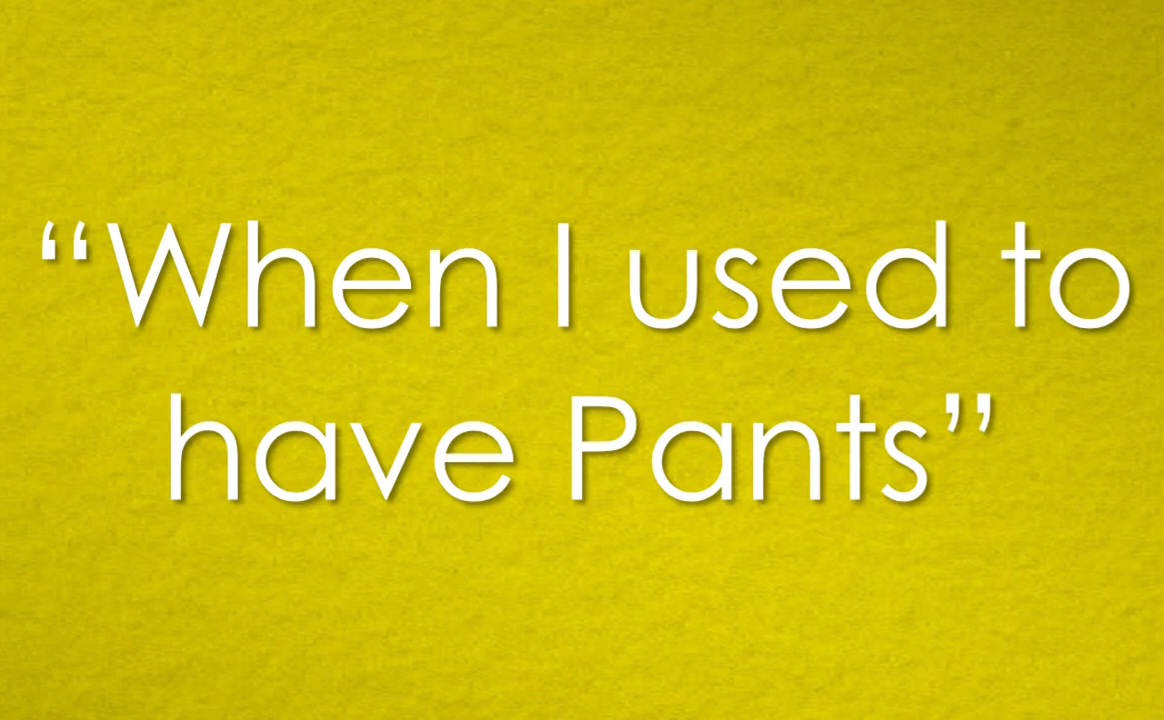 “When I used to
have Pants”